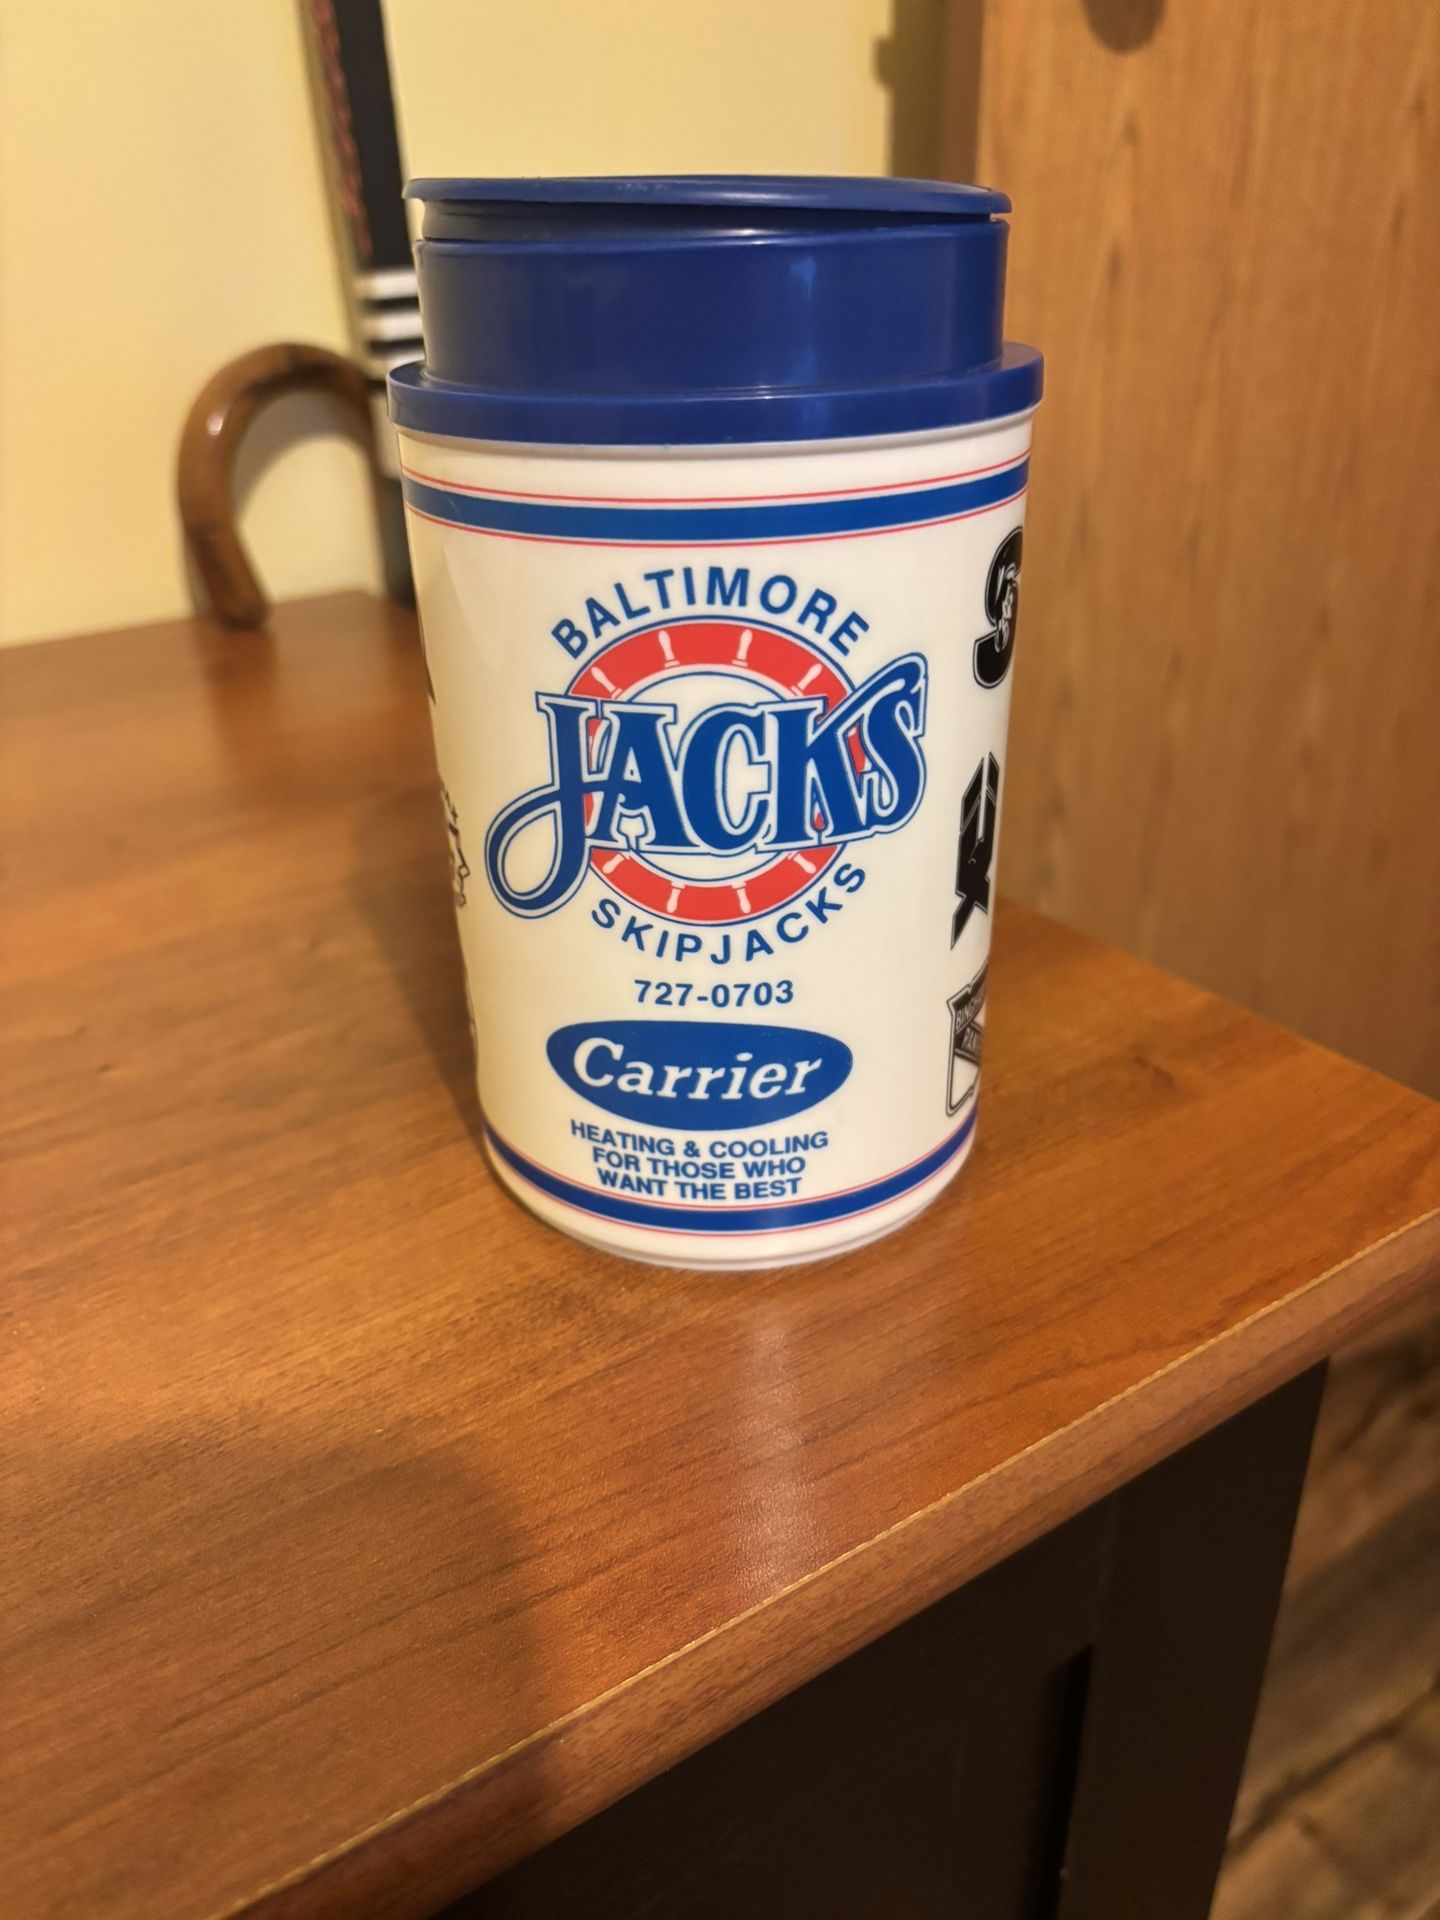 BALTIMORE
JACKS
SKIPJACKS
727-0703
Carrier
HEATING & COOLING
FOR THOSE WHO
WANT THE BEST